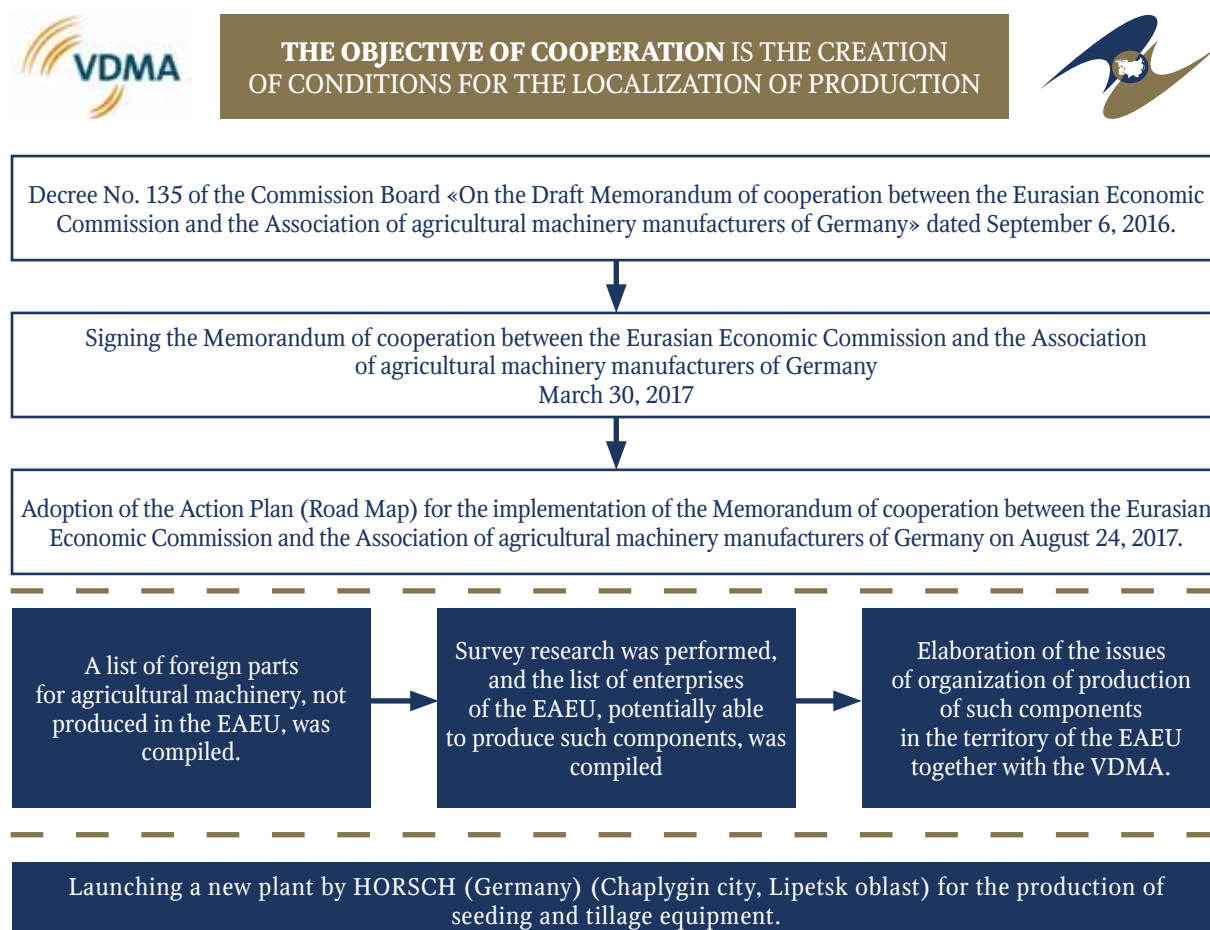 VDMA
THE OBJECTIVE OF COOPERATION IS THE CREATION
OF CONDITIONS FOR THE LOCALIZATION OF PRODUCTION
Decree No. 135 of the Commission Board «On the Draft Memorandum of cooperation between the Eurasian Economic
Commission and the Association of agricultural machinery manufacturers of Germany» dated September 6, 2016.
Signing the Memorandum of cooperation between the Eurasian Economic Commission and the Association
of agricultural machinery manufacturers of Germany
March 30, 2017
Adoption of the Action Plan (Road Map) for the implementation of the Memorandum of cooperation between the Eurasian
Economic Commission and the Association of agricultural machinery manufacturers of Germany on August 24, 2017.
A list of foreign parts
for agricultural machinery, not
produced in the EAEU, was
compiled.
Survey research was performed,
and the list of enterprises
of the EAEU, potentially able
to produce such components, was
compiled
Elaboration of the issues
of organization of production
of such components
in the territory of the EAEU
together with the VDMA.
Launching a new plant by HORSCH (Germany) (Chaplygin city, Lipetsk oblast) for the production of
seeding and tillage equipment.